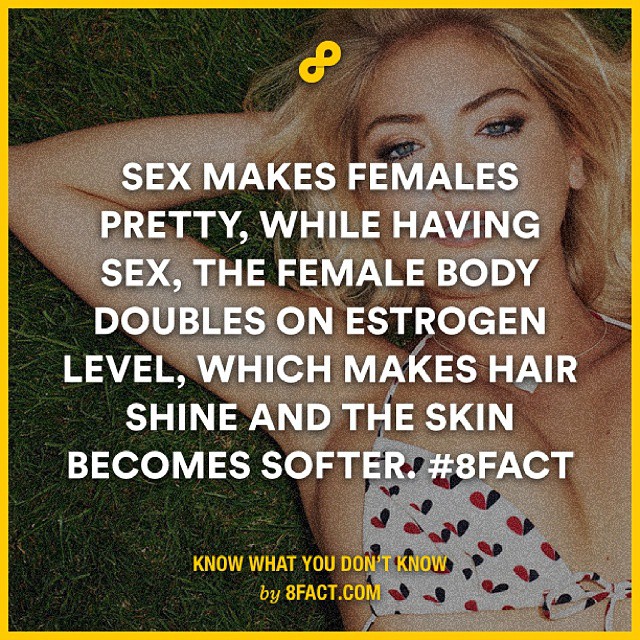 SEX MAKES FEMALES
PRETTY, WHILE HAVING
SEX, THE FEMALE BODY
DOUBLES ON ESTROGEN
LEVEL, WHICH MAKES HAIR
SHINE AND THE SKIN
BECOMES SOFTER. #8FACT
KNOW WHAT YOU DON'T KNOW
by 8FACT.COM